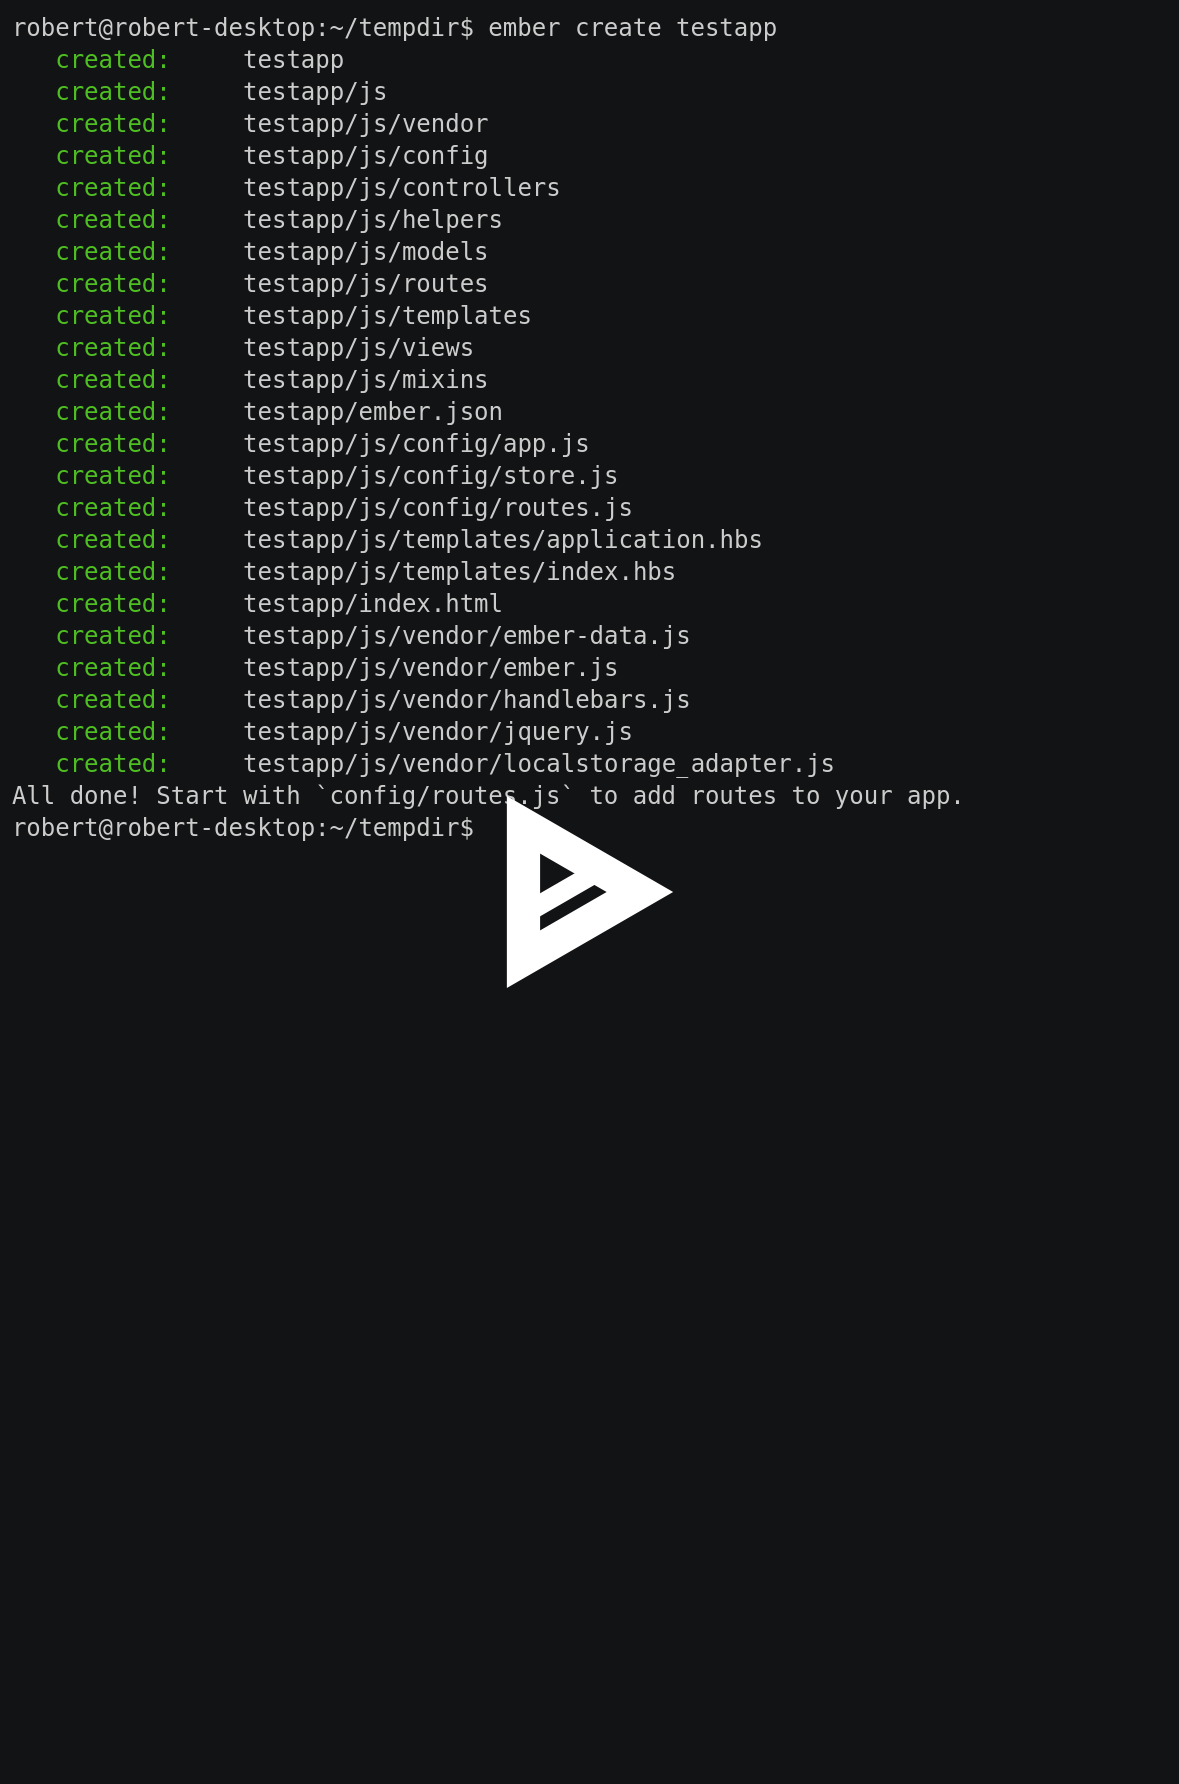 robert@robert-desktop:~/tempdir$ ember create testapp
created: testapp
created: testapp/js
created: testapp/js/vendor
created: testapp/js/config
created: testapp/js/controllers
created: testapp/js/helpers
created: testapp/js/models
created: testapp/js/routes
created: testapp/js/templates
created: testapp/js/views
created: testapp/js/mixins
created: testapp/ember.json
created: testapp/js/config/app.js
created: testapp/js/config/store.js
created: testapp/js/config/routes.js
created: testapp/js/templates/application.hbs
created: testapp/js/templates/index.hbs
created: testapp/index.html
created: testapp/js/vendor/ember-data.js
created: testapp/js/vendor/ember.js
created: testapp/js/vendor/handlebars.js
created: testapp/js/vendor/jquery.js
created: testapp/js/vendor/localstorage_adapter.js
All done! Start with `config/routes.js` to add routes to your app.
robert@robert-desktop:~/tempdir$